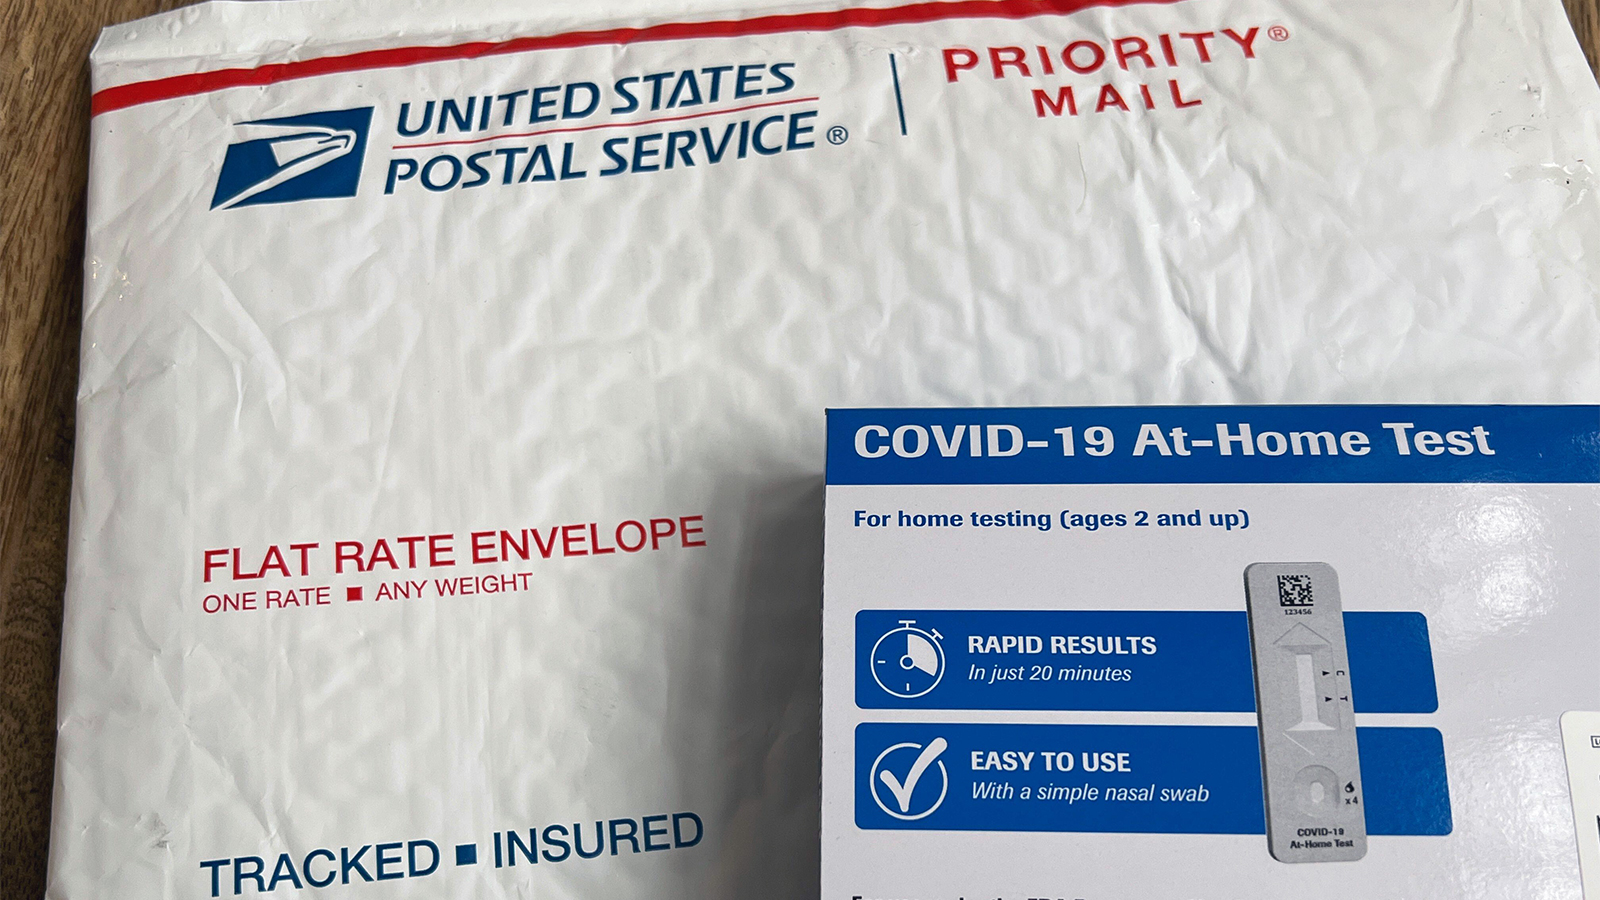 UNITED STATES
POSTAL SERVICE®
PRIORITY®
MAIL
FLAT RATE ENVELOPE
ONE RATE ■ ANY WEIGHT
TRACKED ■ INSURED
COVID-19 At-Home Test
For home testing (ages 2 and up)
RAPID RESULTS
In just 20 minutes
EASY TO USE
With a simple nasal swab
123456
C
T
x4
COVID-19
At-Home Test